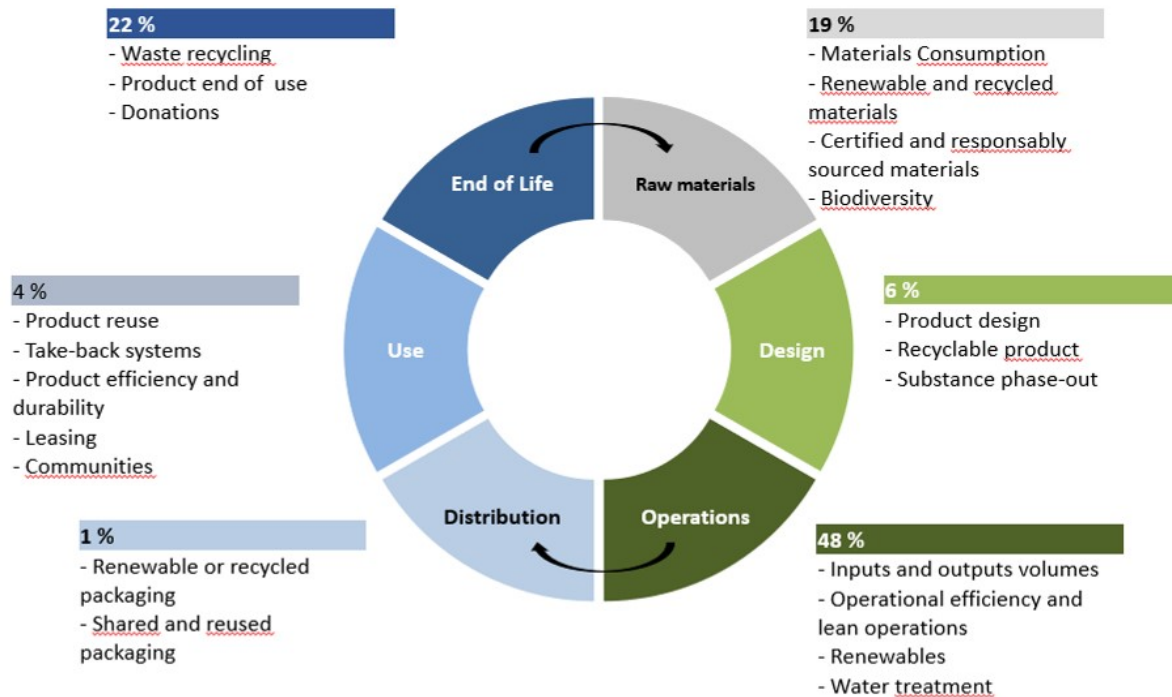 22 %
- Waste recycling
- Product end of use
- Donations
19 %
- Materials Consumption
- Renewable and recycled
materials
- Certified and responsably
sourced materials
- Biodiversity
End of Life
Raw materials
4 %
- Product reuse
- Take-back systems
- Product efficiency and
durability
- Leasing
- Communities
Use
Design
6 %
- Product design
- Recyclable product
- Substance phase-out
1 %
- Renewable or recycled
packaging
- Shared and reused
packaging
Distribution
Operations
48 %
- Inputs and outputs volumes
- Operational efficiency and
lean operations
- Renewables
- Water treatment